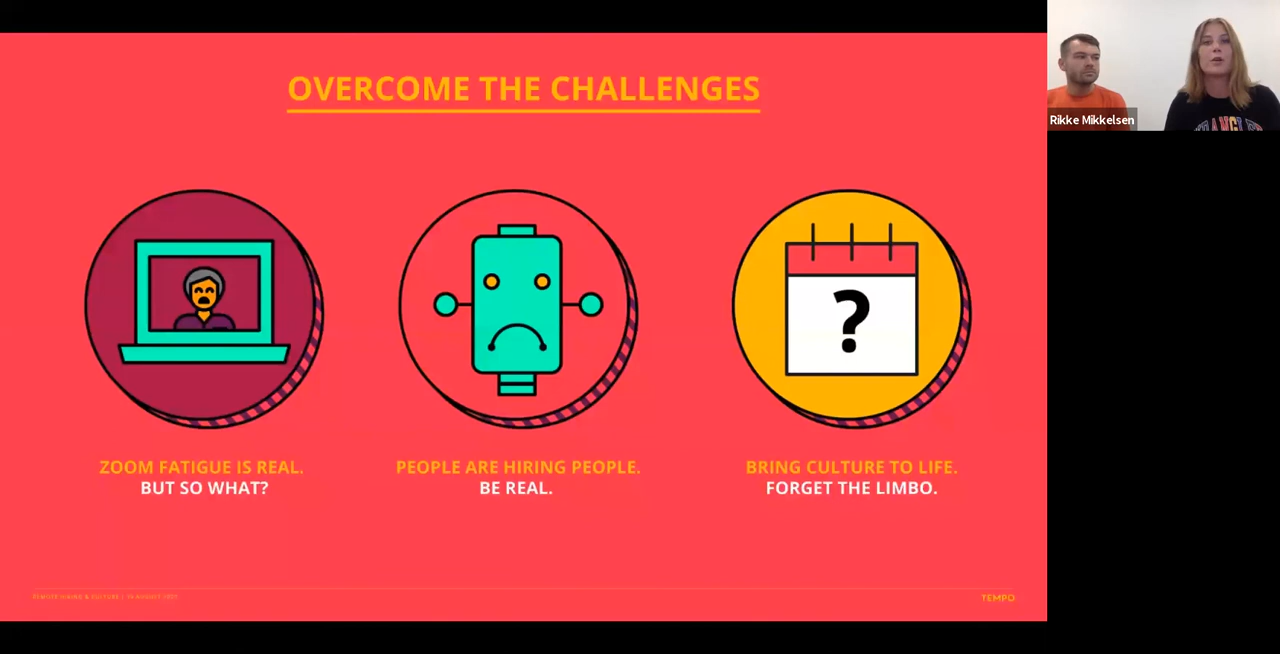 OVERCOME THE CHALLENGES
?
ZOOM FATIGUE IS REAL.
BUT SO WHAT?
PEOPLE ARE HIRING PEOPLE.
BE REAL.
BRING CULTURE TO LIFE.
FORGET THE LIMBO.
TEMPO
Rikke Mikkelsen